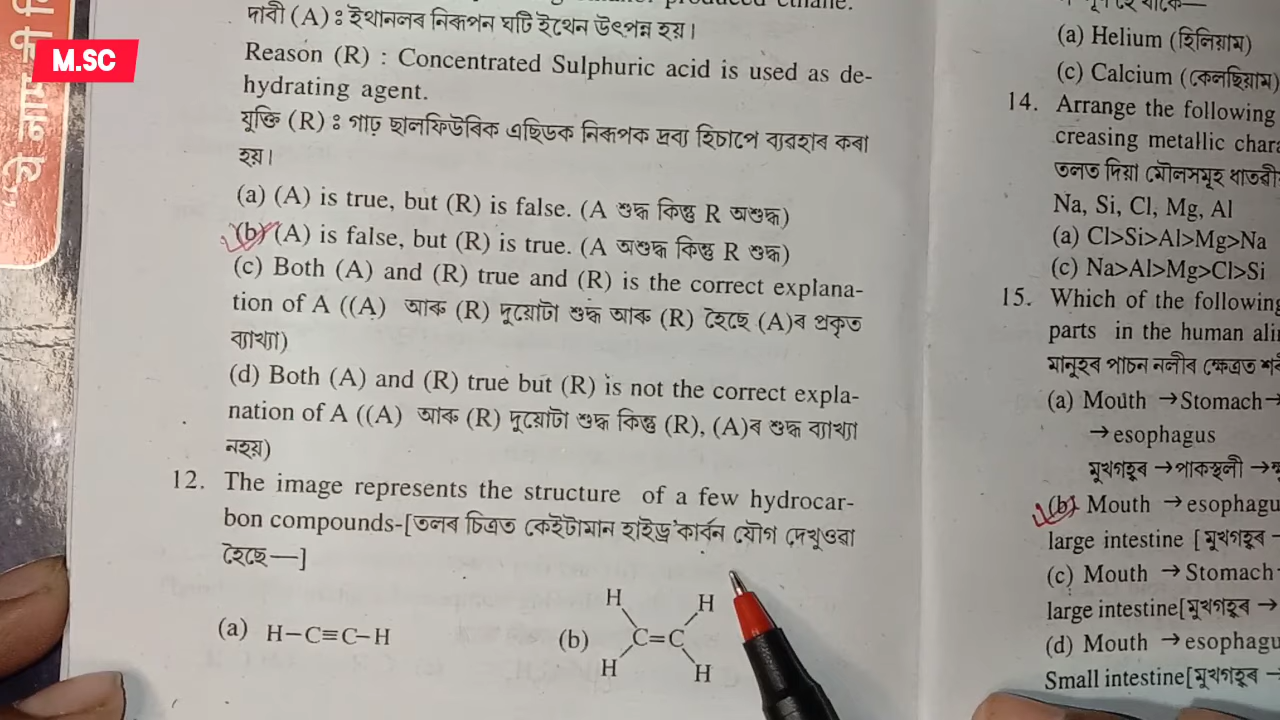 M.SC
produced ethane.
দাবী (A) : ইথানলৰ নিৰূপন ঘটি ইথেন উৎপন্ন হয়।
Reason (R) : Concentrated Sulphuric acid is used as de-
hydrating agent.
যুক্তি (R) : গাঢ় ছালফিউৰিক এছিডক নিৰূপক দ্ৰব্য হিচাপে ব্যৱহাৰ কৰা
হয়।
(a) (A) is true, but (R) is false. (A শুদ্ধ কিন্তু R অশুদ্ধ)
(b) (A) is false, but (R) is true. (A অশুদ্ধ কিন্তু R শুদ্ধ)
(c) Both (A) and (R) true and (R) is the correct explana-
tion of A ((A) আৰু (R) দুয়োটা শুদ্ধ আৰু (R) হৈছে (A)ৰ প্ৰকৃত
ব্যাখ্যা)
(d) Both (A) and (R) true but (R) is not the correct expla-
nation of A ((A) আৰু (R) দুয়োটা শুদ্ধ কিন্তু (R), (A)ৰ শুদ্ধ ব্যাখ্যা
নহয়)
12. The image represents the structure of a few hydrocar-
bon compounds-[তলৰ চিত্ৰত কেইটামান হাইড্ৰ'কাৰ্বন যৌগ দেখুওৱা
হৈছে—]
(a) H−C≡C−H
(b) H H
C=C
H H
(a) Helium (হিলিয়াম)
(c) Calcium (কেলছিয়াম)
14. Arrange the following
creasing metallic chara
তলত দিয়া মৌলসমূহ ধাতৱী
Na, Si, Cl, Mg, Al
(a) Cl>Si>Al>Mg>Na
(c) Na>Al>Mg>Cl>Si
15. Which of the following
parts in the human ali
মানুহৰ পাচন নলীৰ ক্ষেত্ৰত
(a) Mouth →Stomach→
→esophagus
মুখগহ্বৰ →পাকস্থলী →
(b) Mouth →esophagu
large intestine [মুখগহ্বৰ
(c) Mouth →Stomach
large intestine[মুখগহ্বৰ →
(d) Mouth →esophagu
Small intestine[মুখগহ্বৰ